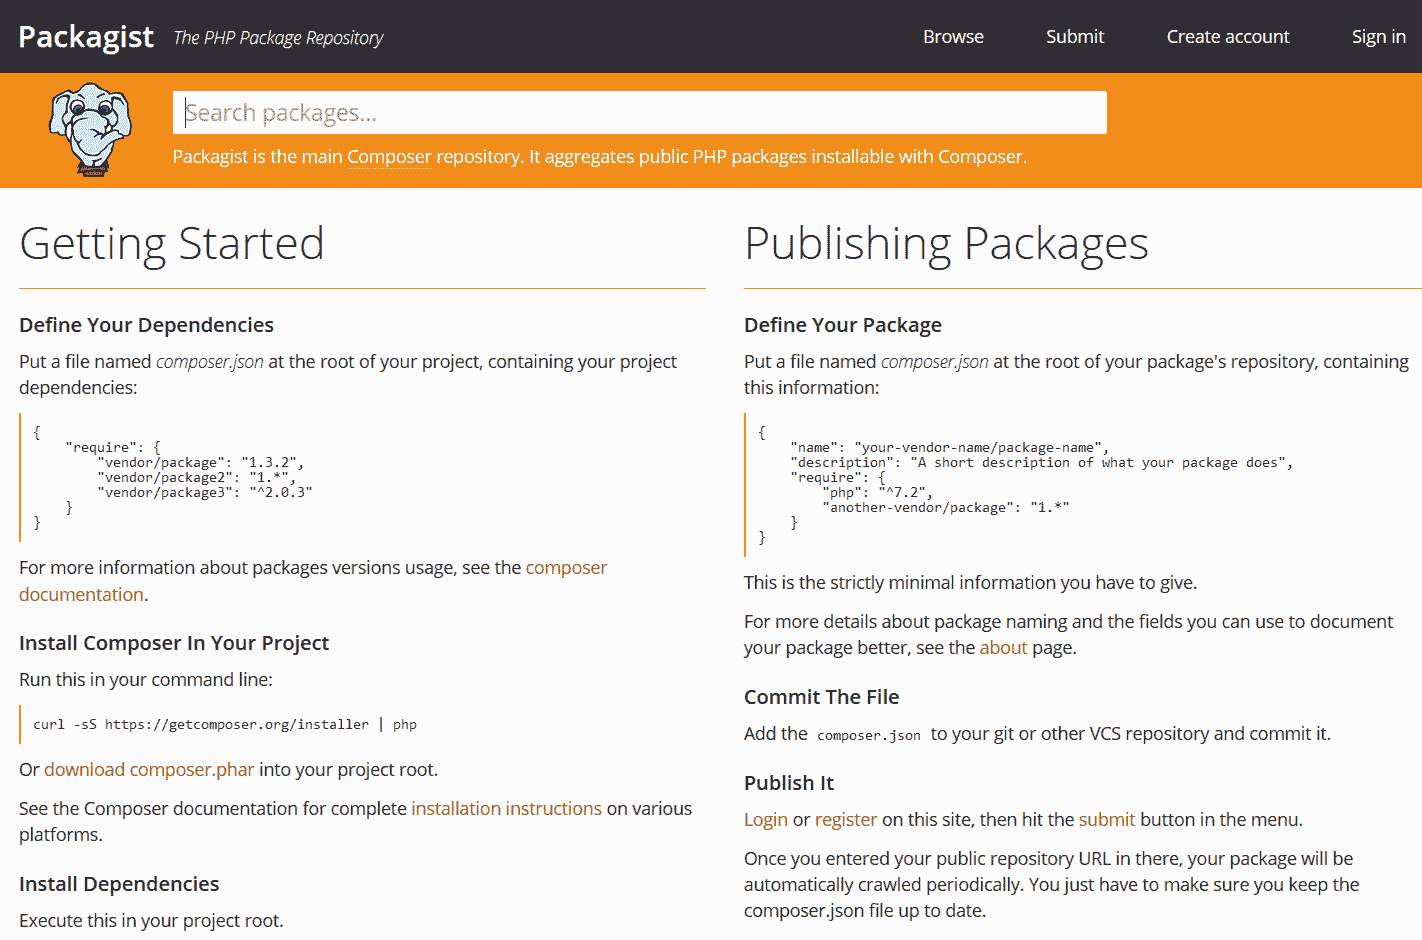 Packagist The PHP Package Repository
Browse Submit Create account Sign in
Search packages...
Packagist is the main Composer repository. It aggregates public PHP packages installable with Composer.
Getting Started
Define Your Dependencies
Put a file named composer.json at the root of your project, containing your project
dependencies:
{
    "require": {
        "vendor/package": "1.3.2",
        "vendor/package2": "1.*",
        "vendor/package3": "^2.0.3"
    }
}
For more information about packages versions usage, see the composer
documentation.
Install Composer In Your Project
Run this in your command line:
curl -sS https://getcomposer.org/installer | php
Or download composer.phar into your project root.
See the Composer documentation for complete installation instructions on various
platforms.
Install Dependencies
Execute this in your project root.
Publishing Packages
Define Your Package
Put a file named composer.json at the root of your package's repository, containing
this information:
{
    "name": "your-vendor-name/package-name",
    "description": "A short description of what your package does",
    "require": {
        "php": "^7.2",
        "another-vendor/package": "1.*"
    }
}
This is the strictly minimal information you have to give.
For more details about package naming and the fields you can use to document
your package better, see the about page.
Commit The File
Add the composer.json to your git or other VCS repository and commit it.
Publish It
Login or register on this site, then hit the submit button in the menu.
Once you entered your public repository URL in there, your package will be
automatically crawled periodically. You just have to make sure you keep the
composer.json file up to date.